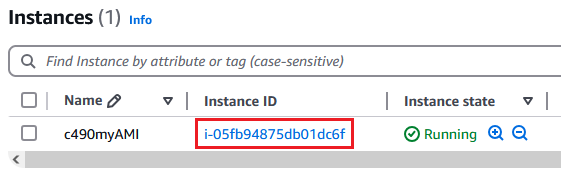 Instances (1) Info
Find Instance by attribute or tag (case-sensitive)
Name Instance ID Instance state
c490myAMI i-05fb94875db01dc6f Running